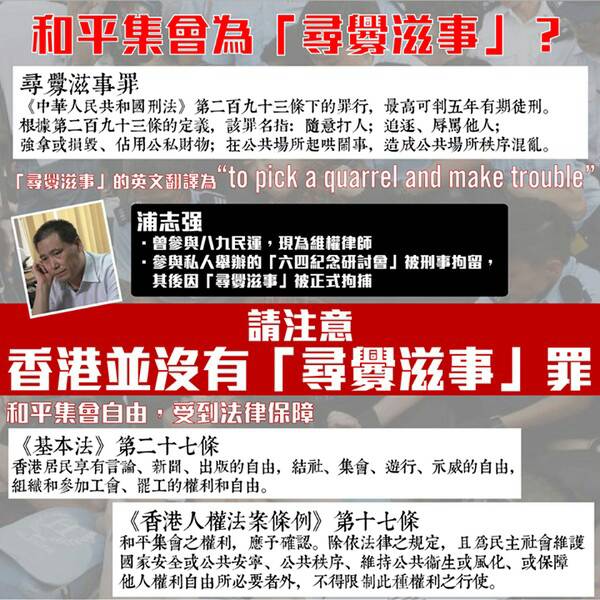 和平集會為「尋釁滋事」？
尋釁滋事罪
《中華人民共和國刑法》第二百九十三條下的罪行，最高可判五年有期徒刑。
根據第二百九十三條的定義，該罪名指：隨意打人；追逐、辱罵他人；
強拿或損毀、佔用公私財物；在公共場所起哄鬧事，造成公共場所秩序混亂。
「尋釁滋事」的英文翻譯為“to pick a quarrel and make trouble”
浦志强
·曾參與八九民運，現為維權律師
·參與私人舉辦的「六四紀念研討會」被刑事拘留，
其後因「尋釁滋事」被正式拘捕
請注意
香港並沒有「尋釁滋事」罪
和平集會自由，受到法律保障
《基本法》第二十七條
香港居民享有言論、新聞、出版的自由，結社、集會、遊行、示威的自由，
組織和參加工會、罷工的權利和自由。
《香港人權法案條例》第十七條
和平集會之權利，應予確認。除依法律之規定，且為民主社會維護
國家安全或公共安寧、公共秩序、維持公共衛生或風化、或保障
他人權利自由所必要者外，不得限制此種權利之行使。